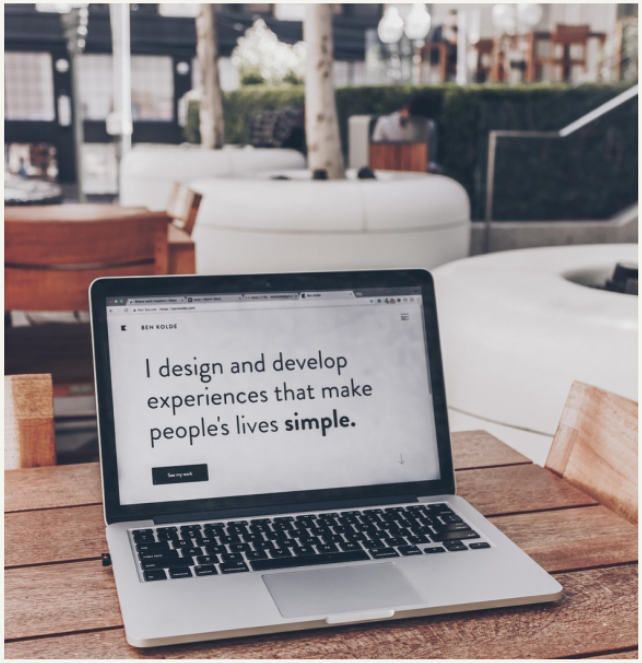 BEN KOLDE
I design and develop
experiences that make
people's lives simple.
See my work